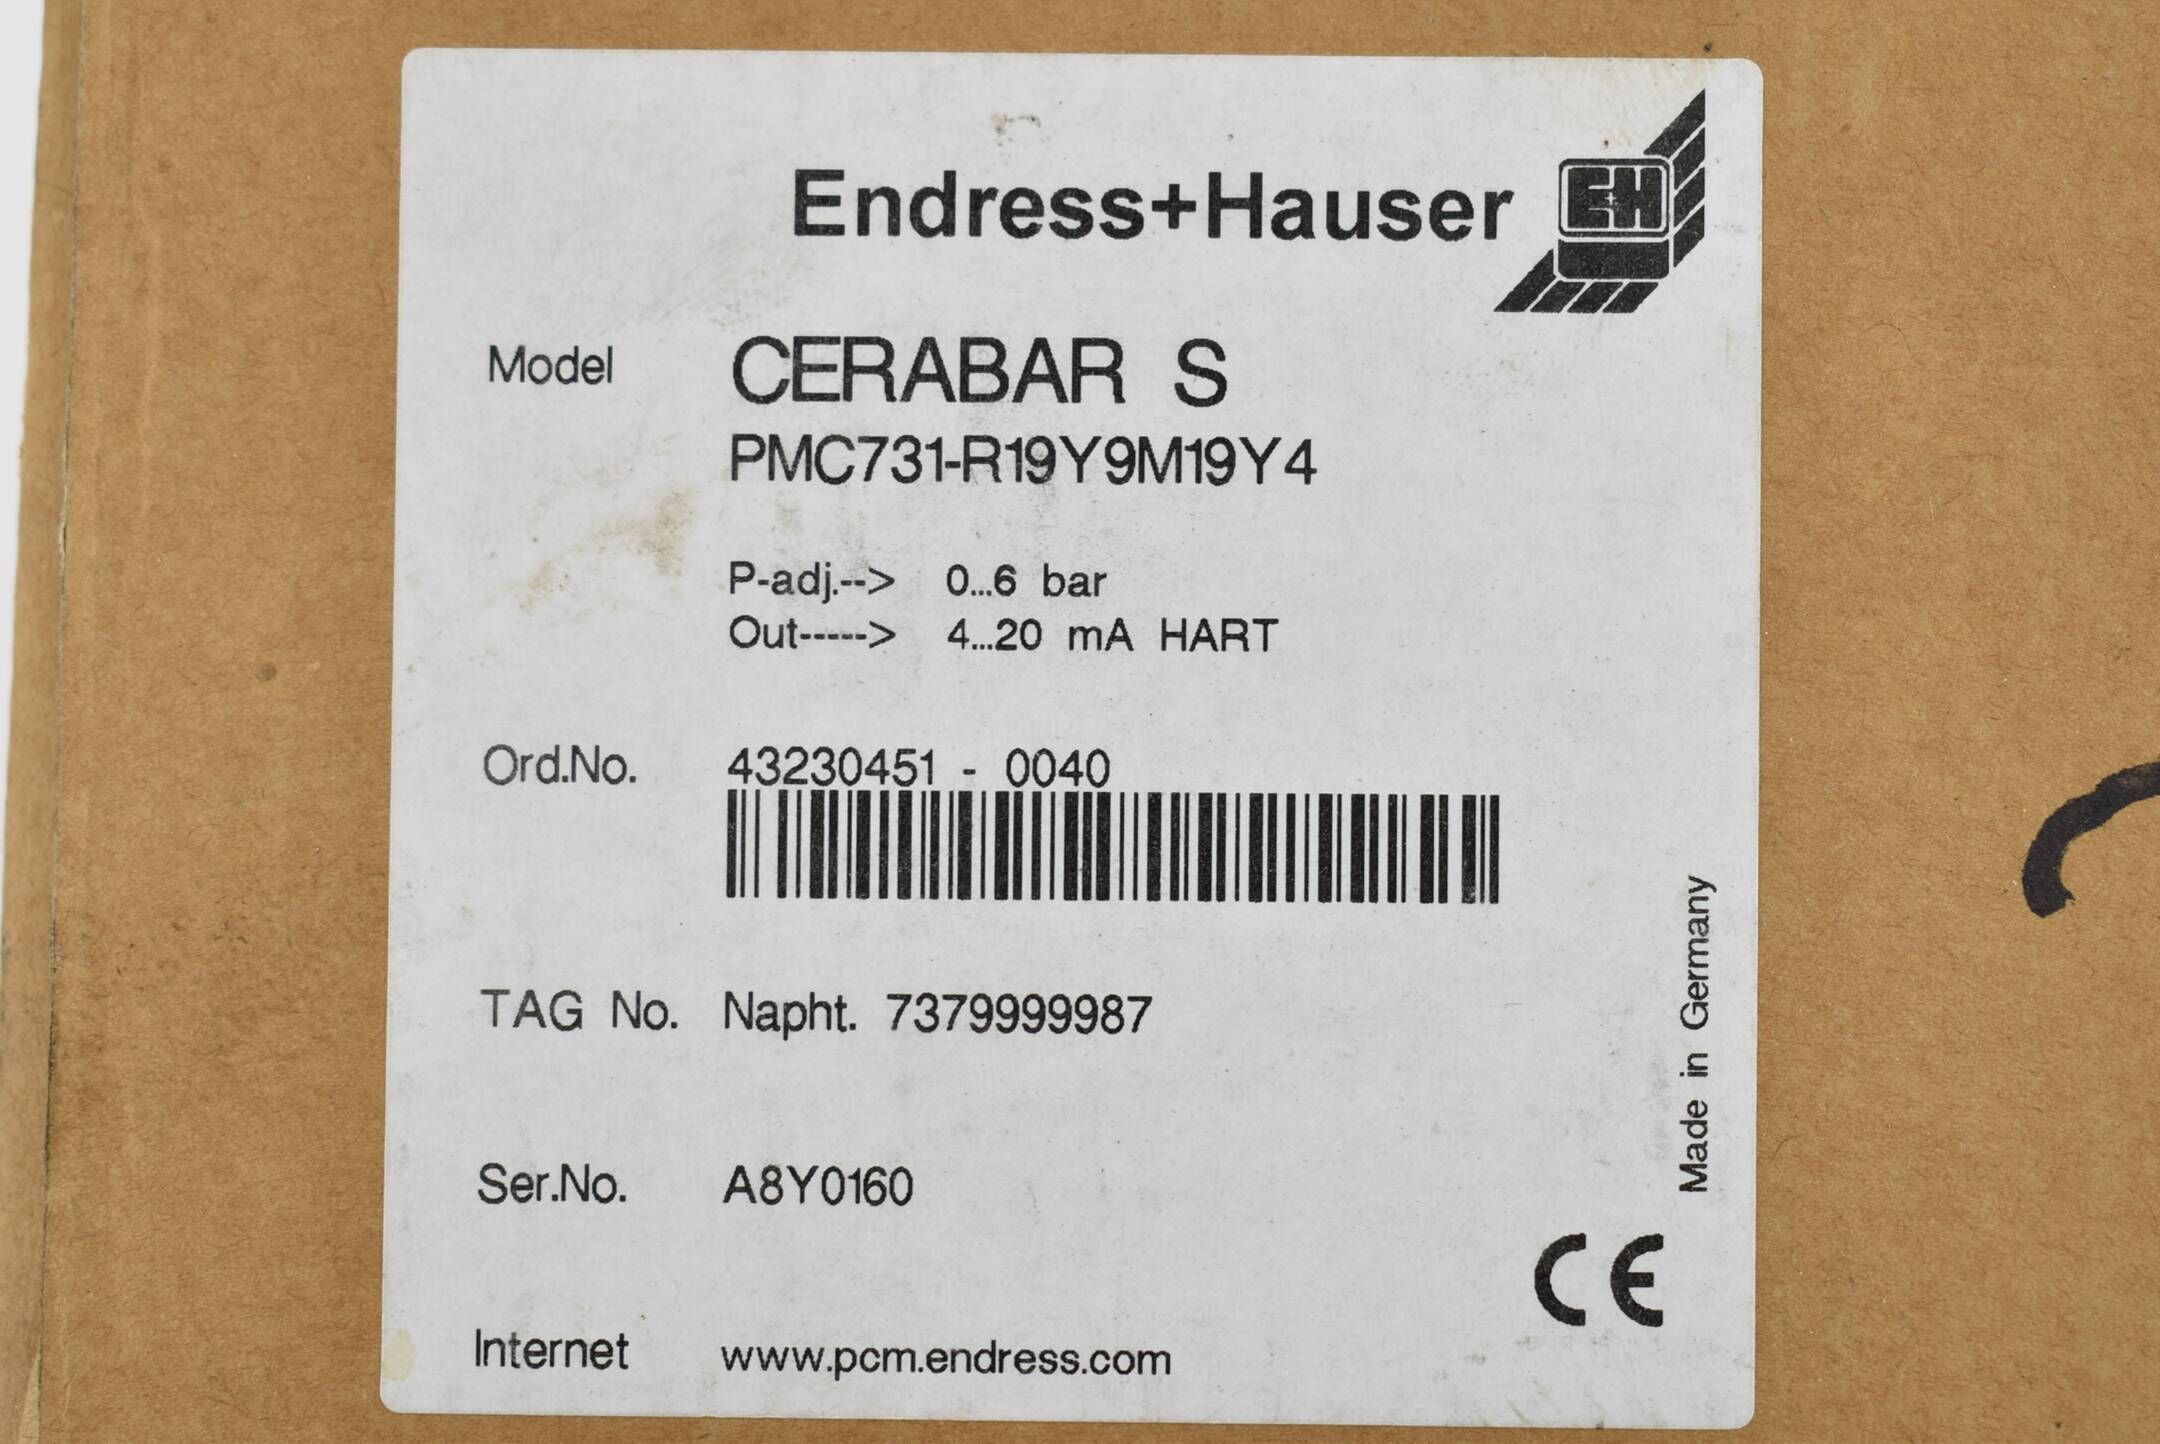 Endress+Hauser
E+H
Model CERABAR S
PMC731-R19Y9M19Y4
P-adj.--> 0...6 bar
Out-----> 4...20 mA HART
Ord.No. 43230451 - 0040
TAG No. Napht. 7379999987
Ser.No. A8Y0160
Made in Germany
CE
Internet www.pcm.endress.com